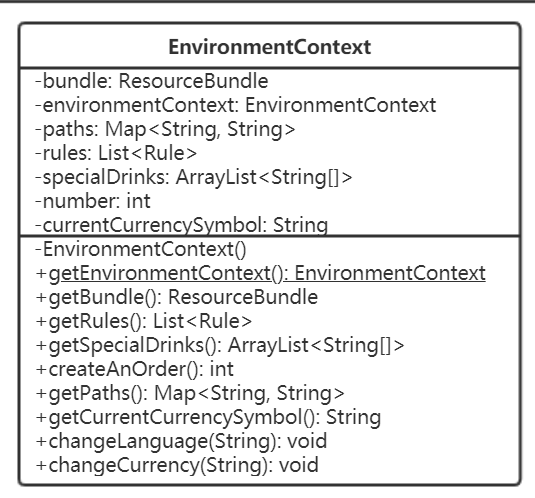 EnvironmentContext
-bundle: ResourceBundle
-environmentContext: EnvironmentContext
-paths: Map<String, String>
-rules: List<Rule>
-specialDrinks: ArrayList<String[]>
-number: int
-currentCurrencySymbol: String
-EnvironmentContext()
+getEnvironmentContext(): EnvironmentContext
+getBundle(): ResourceBundle
+getRules(): List<Rule>
+getSpecialDrinks(): ArrayList<String[]>
+createAnOrder(): int
+getPaths(): Map<String, String>
+getCurrentCurrencySymbol(): String
+changeLanguage(String): void
+changeCurrency(String): void